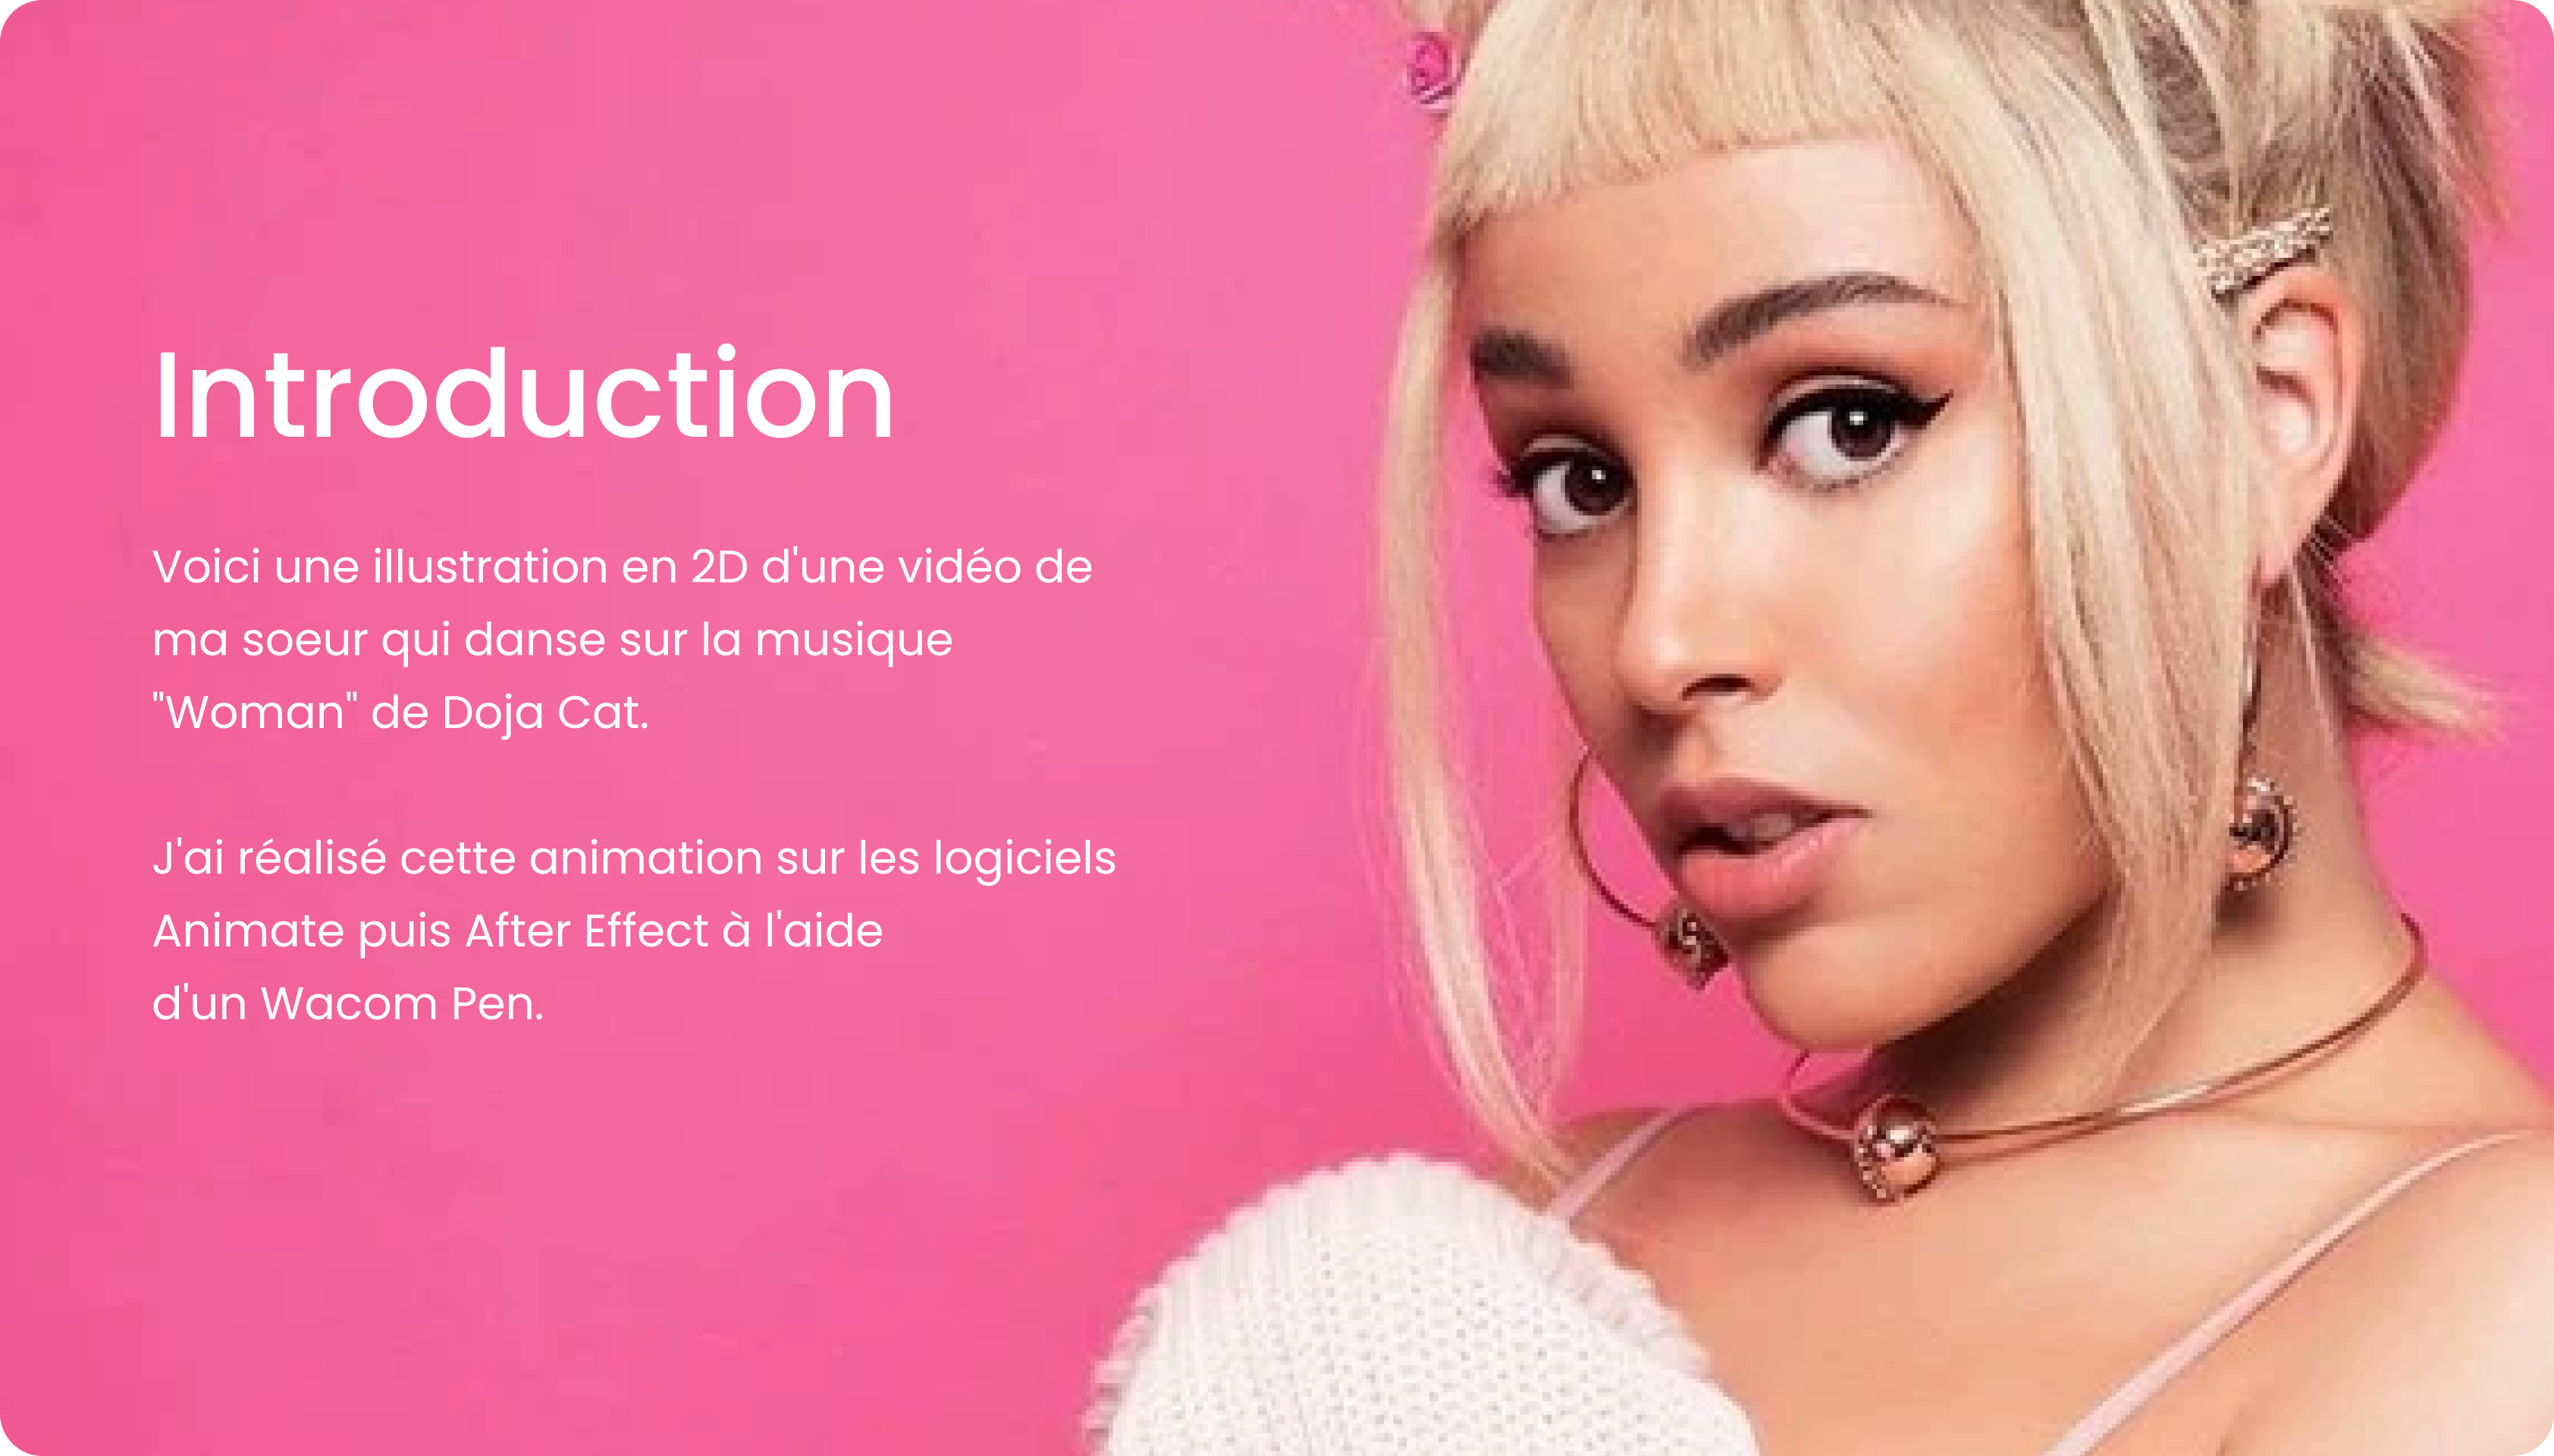 Introduction
Voici une illustration en 2D d'une vidéo de
ma soeur qui danse sur la musique
"Woman" de Doja Cat.
J'ai réalisé cette animation sur les logiciels
Animate puis After Effect à l'aide
d'un Wacom Pen.